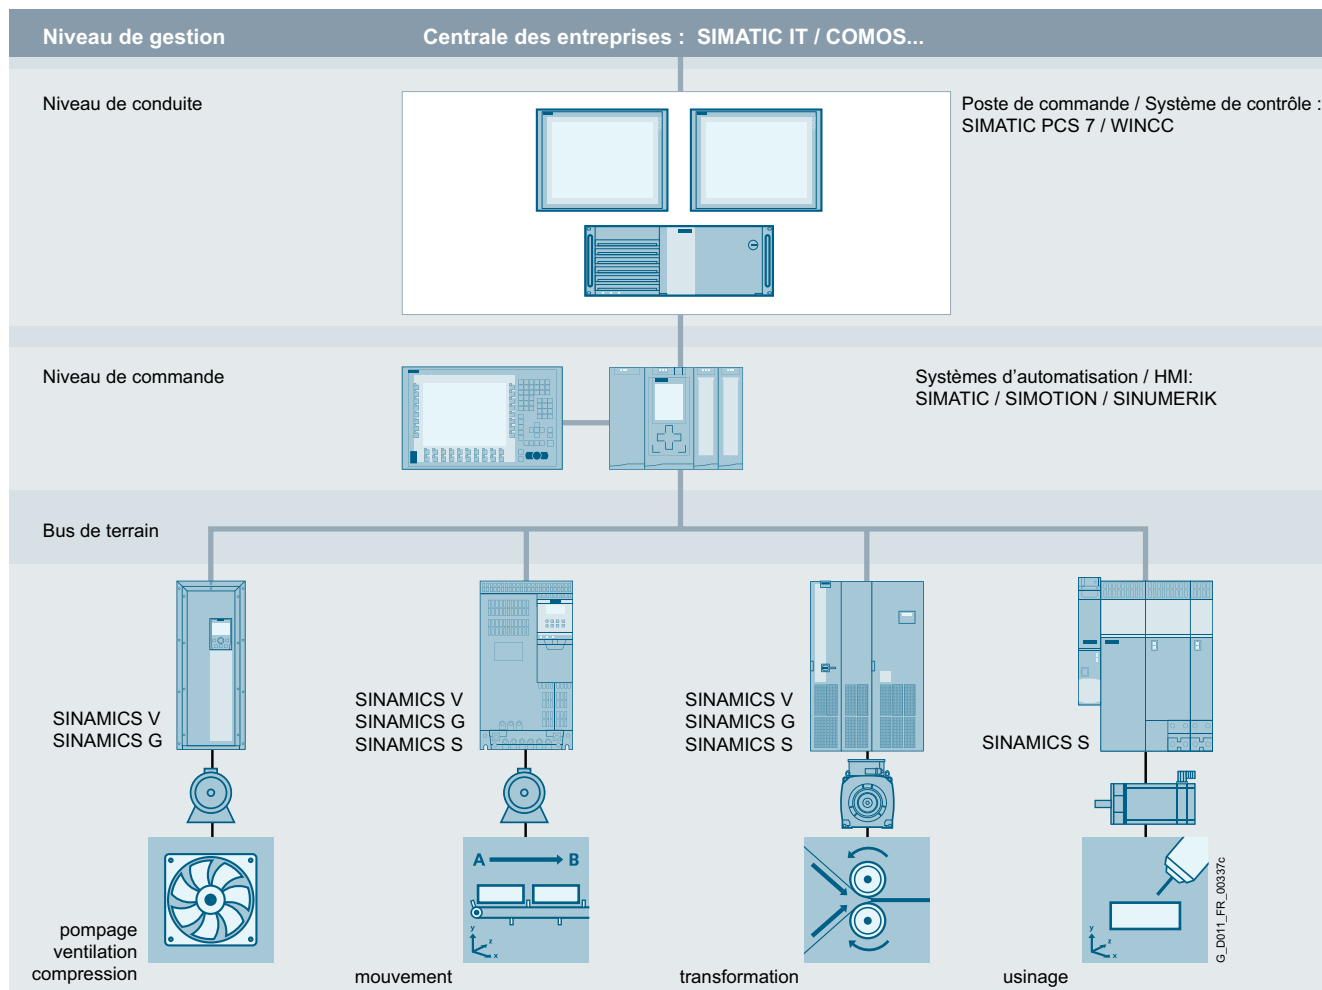 Niveau de gestion
Centrale des entreprises : SIMATIC IT / COMOS...
Niveau de conduite
Poste de commande / Système de contrôle :
SIMATIC PCS 7 / WINCC
Niveau de commande
Systèmes d'automatisation / HMI:
SIMATIC / SIMOTION / SINUMERIK
Bus de terrain
SINAMICS V
SINAMICS G
SINAMICS V
SINAMICS G
SINAMICS S
SINAMICS V
SINAMICS G
SINAMICS S
SINAMICS S
pompage
ventilation
compression
A B
y
z
x
mouvement
transformation
y
z
x
usinage
G_D011_FR_00337c